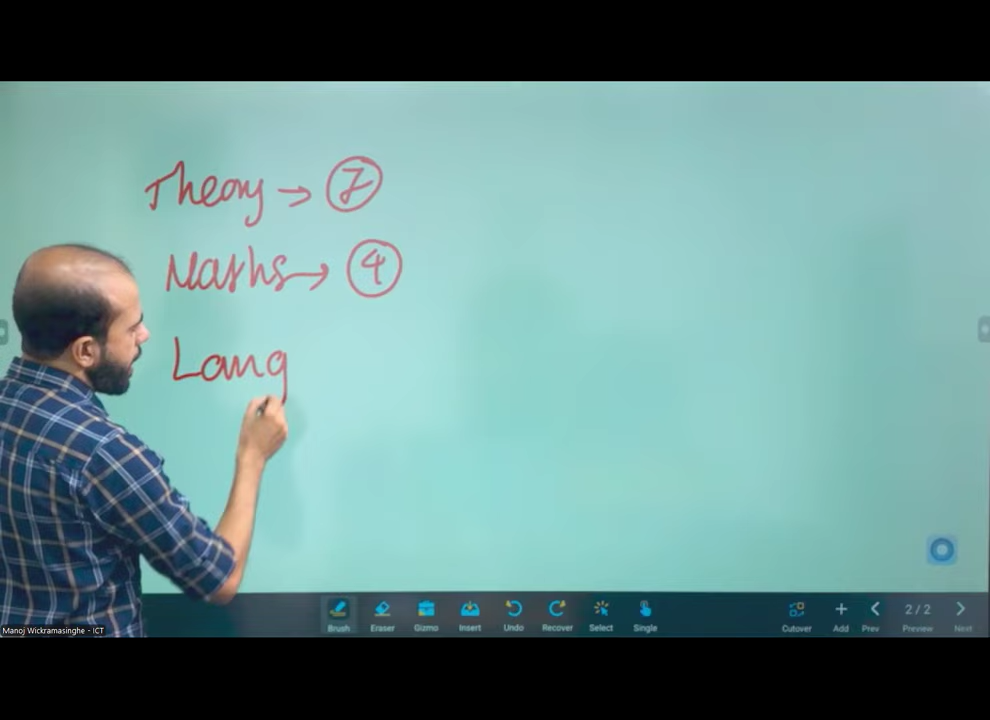 Theory → 7
Maths → 4
Lang
Manoj Wickramasinghe - ICT
Brush Eraser Gizmo Insert Undo Recover Select Single Cutover Add Prev 2 / 2 Preview Next